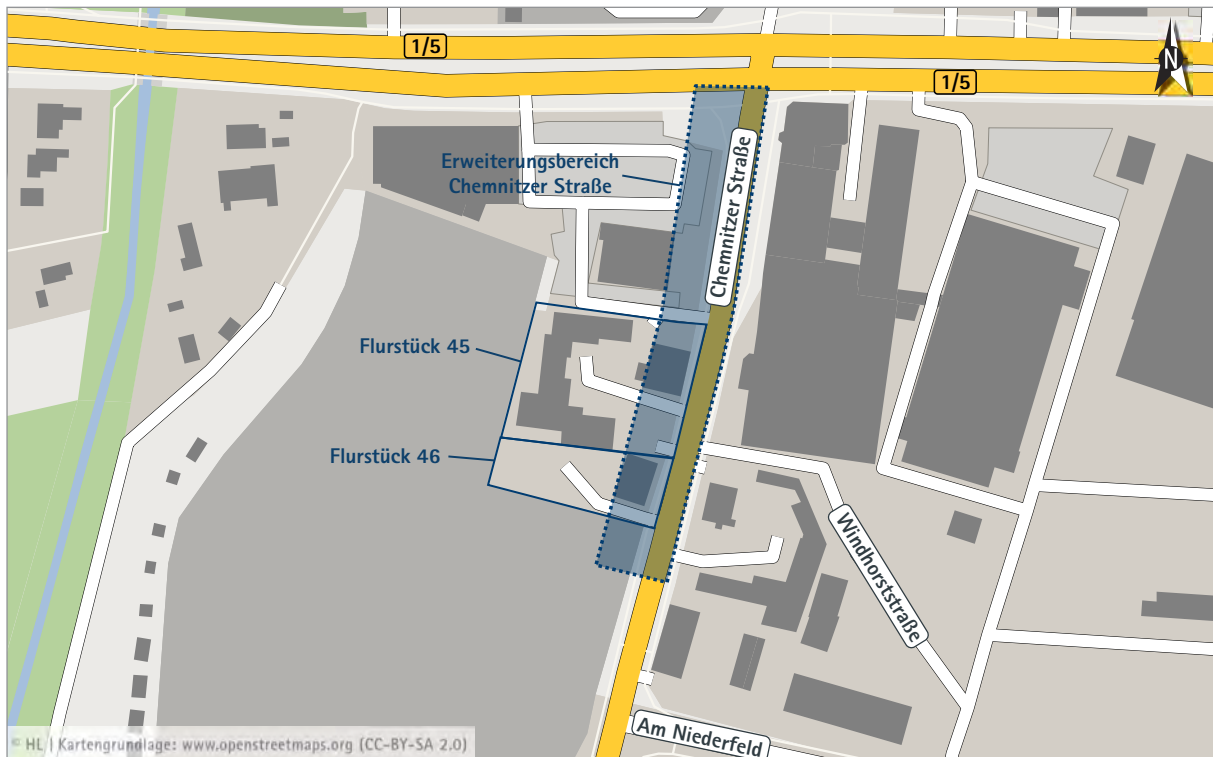 1/5
N
1/5
Erweiterungsbereich
Chemnitzer Straße
Chemnitzer Straße
Flurstück 45
Flurstück 46
Windhorststraße
Am Niederfeld
© HL | Kartengrundlage: www.openstreetmaps.org (CC-BY-SA 2.0)